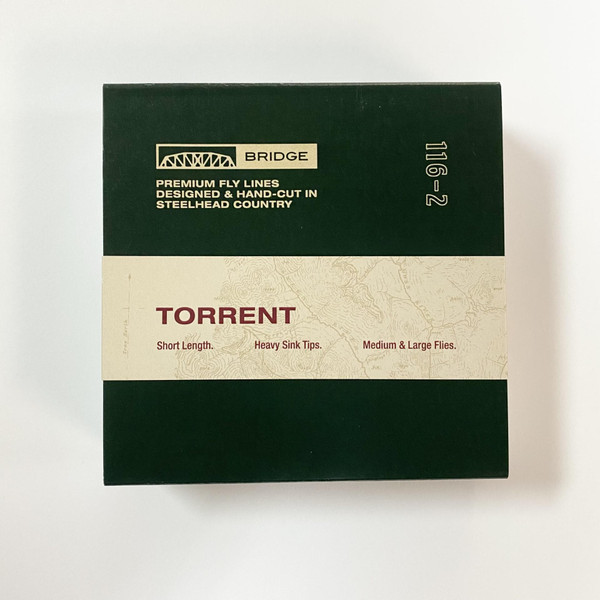 BRIDGE
PREMIUM FLY LINES
DESIGNED & HAND-CUT IN
STEELHEAD COUNTRY
116-2
TORRENT
Short Length. Heavy Sink Tips. Medium & Large Flies.